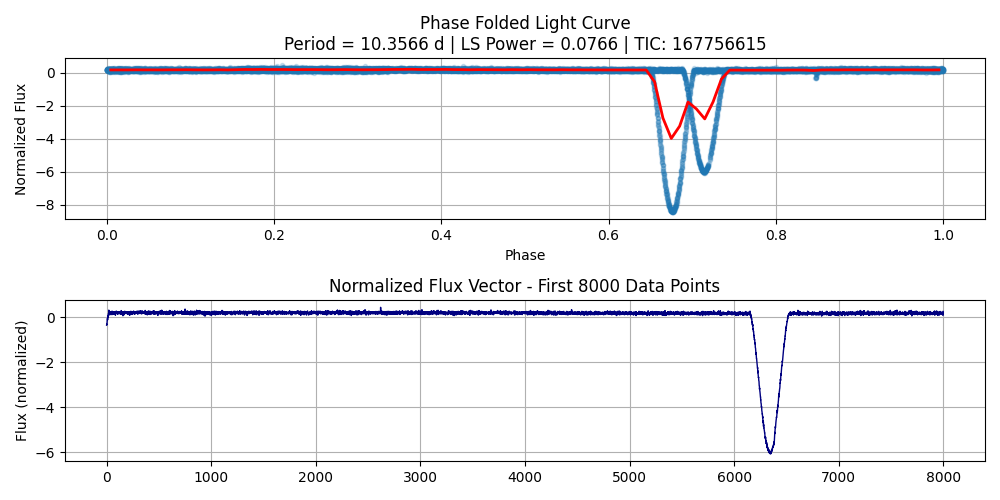 Phase Folded Light Curve
Period = 10.3566 d | LS Power = 0.0766 | TIC: 167756615
Normalized Flux
0
−2
−4
−6
−8
0.0 0.2 0.4 0.6 0.8 1.0
Phase
Normalized Flux Vector - First 8000 Data Points
Flux (normalized)
0
−2
−4
−6
0 1000 2000 3000 4000 5000 6000 7000 8000